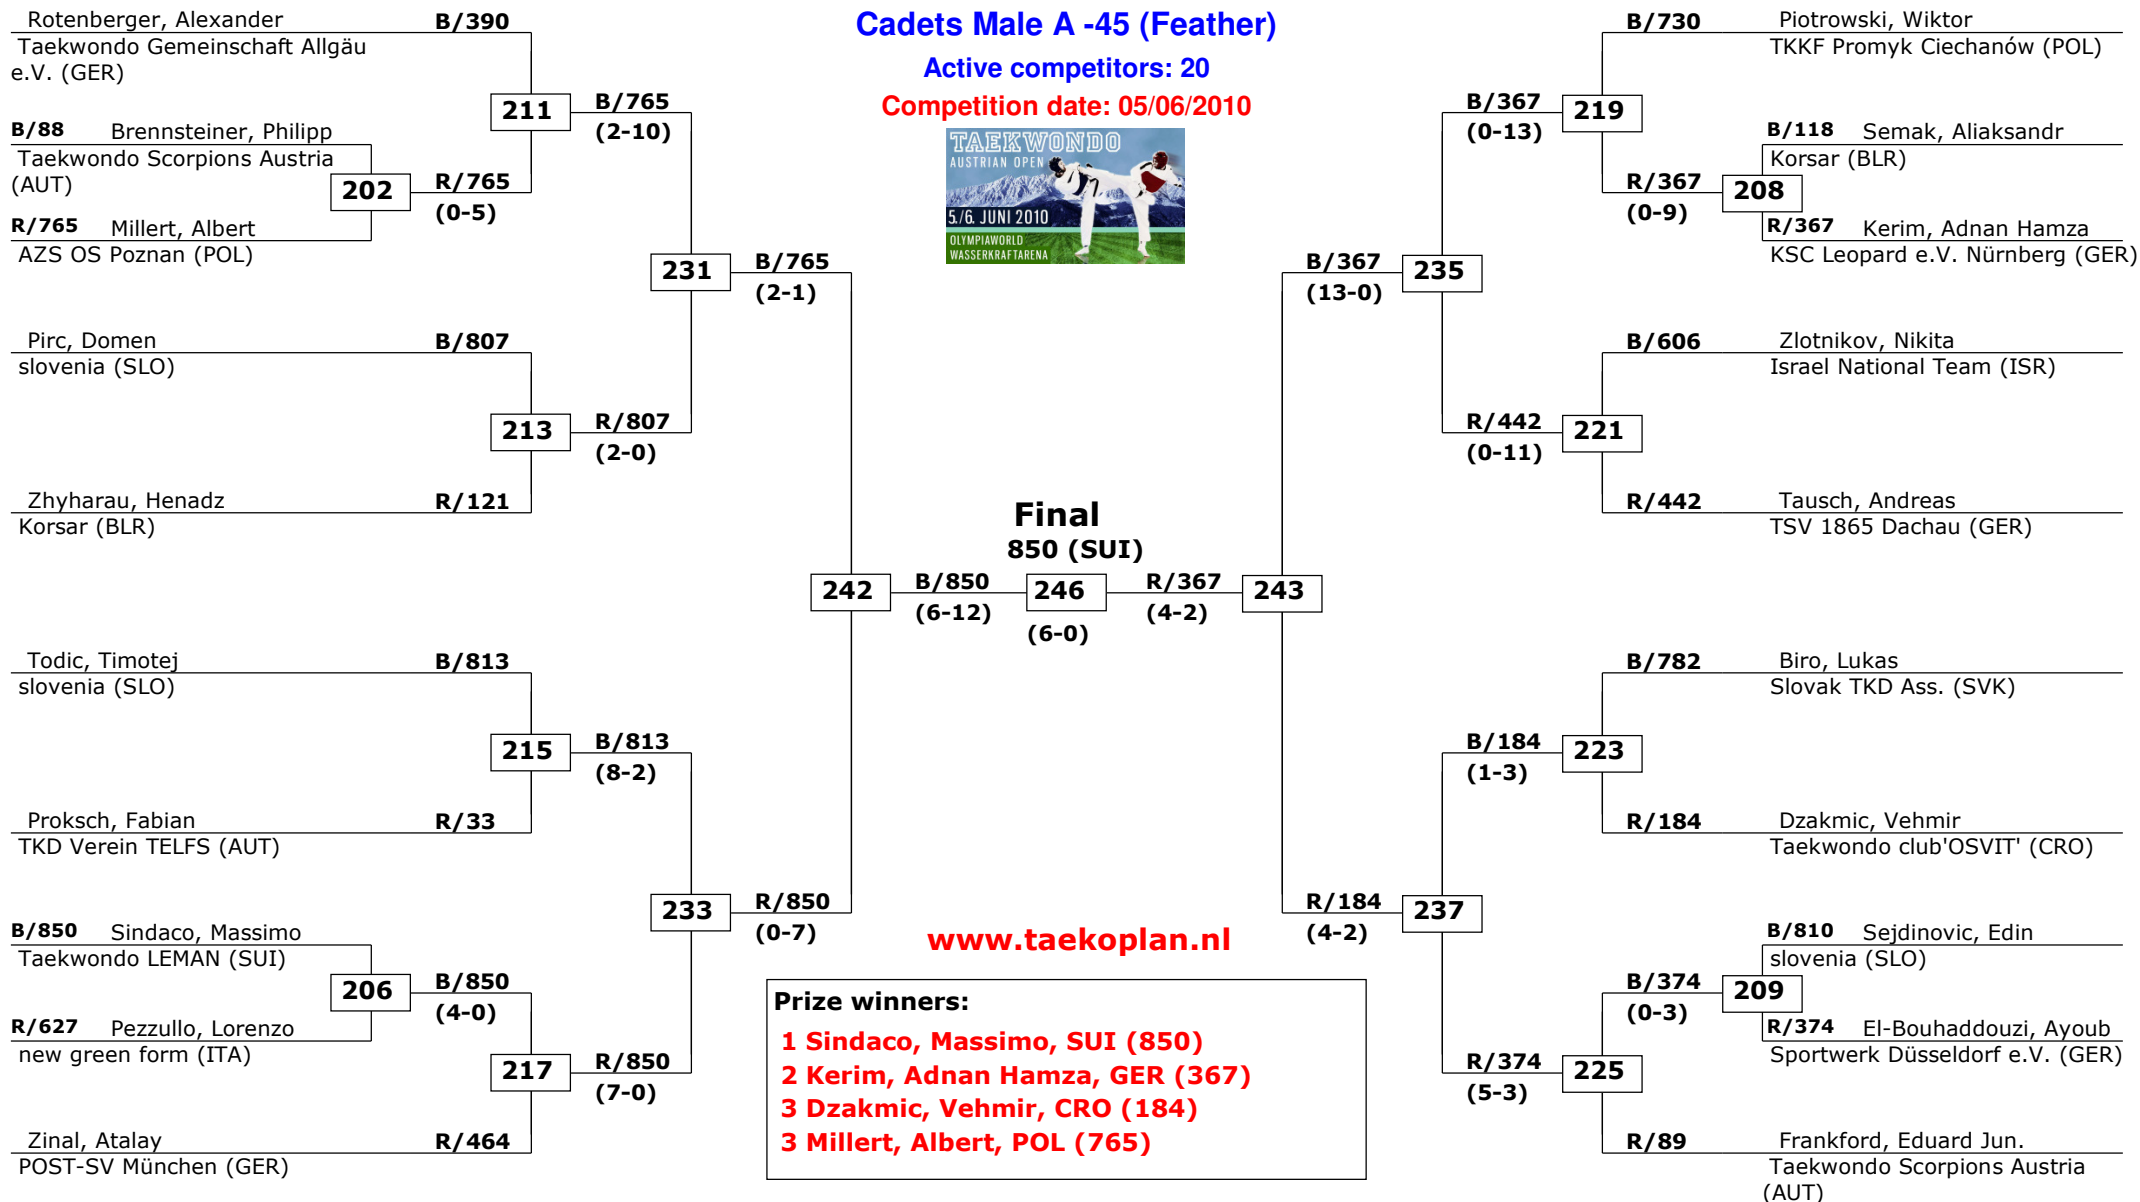 Cadets Male A -45 (Feather)
Active competitors: 20
Competition date: 05/06/2010
TAEKWONDO
AUSTRIAN OPEN
5./6. JUNI 2010
OLYMPIAWORLD
WASSERKRAFTARENA
Rotenberger, Alexander B/390
Taekwondo Gemeinschaft Allgäu
e.V. (GER)
211
B/765
(2-10)
B/88 Brennsteiner, Philipp
Taekwondo Scorpions Austria
(AUT)
202
R/765
(0-5)
R/765 Millert, Albert
AZS OS Poznan (POL)
231
B/765
(2-1)
Pirc, Domen B/807
slovenia (SLO)
213
R/807
(2-0)
Zhyharau, Henadz R/121
Korsar (BLR)
242
B/850
(6-12)
Todic, Timotej B/813
slovenia (SLO)
215
B/813
(8-2)
Proksch, Fabian R/33
TKD Verein TELFS (AUT)
233
R/850
(0-7)
B/850 Sindaco, Massimo
Taekwondo LEMAN (SUI)
206
B/850
(4-0)
R/627 Pezzullo, Lorenzo
new green form (ITA)
217
R/850
(7-0)
Zinal, Atalay R/464
POST-SV München (GER)
Final
850 (SUI)
246
(6-0)
B/730 Piotrowski, Wiktor
TKKF Promyk Ciechanów (POL)
B/367
(0-13)
219
B/118 Semak, Aliaksandr
Korsar (BLR)
R/367
(0-9)
208
R/367 Kerim, Adnan Hamza
KSC Leopard e.V. Nürnberg (GER)
B/367
(13-0)
235
B/606 Zlotnikov, Nikita
Israel National Team (ISR)
R/442
(0-11)
221
R/442 Tausch, Andreas
TSV 1865 Dachau (GER)
R/367
(4-2)
243
B/782 Biro, Lukas
Slovak TKD Ass. (SVK)
B/184
(1-3)
223
R/184 Dzakmic, Vehmir
Taekwondo club'OSVIT' (CRO)
R/184
(4-2)
237
B/810 Sejdinovic, Edin
slovenia (SLO)
B/374
(0-3)
209
R/374 El-Bouhaddouzi, Ayoub
Sportwerk Düsseldorf e.V. (GER)
R/374
(5-3)
225
R/89 Frankford, Eduard Jun.
Taekwondo Scorpions Austria
(AUT)
www.taekoplan.nl
Prize winners:
1 Sindaco, Massimo, SUI (850)
2 Kerim, Adnan Hamza, GER (367)
3 Dzakmic, Vehmir, CRO (184)
3 Millert, Albert, POL (765)